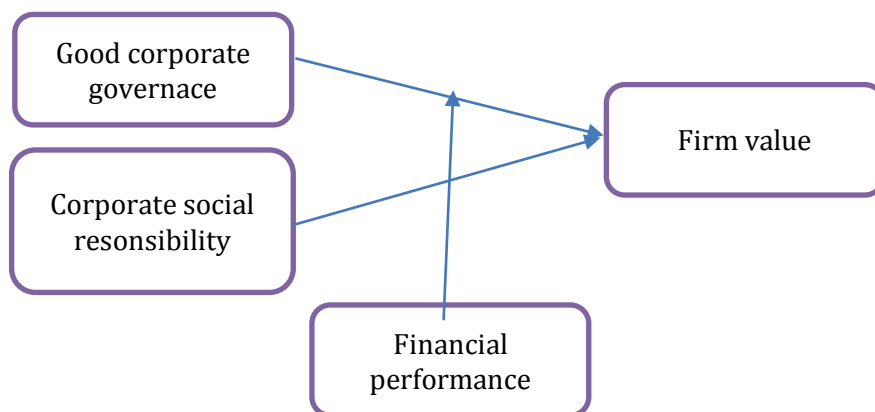 Good corporate
governace
Firm value
Corporate social
resonsibility
Financial
performance